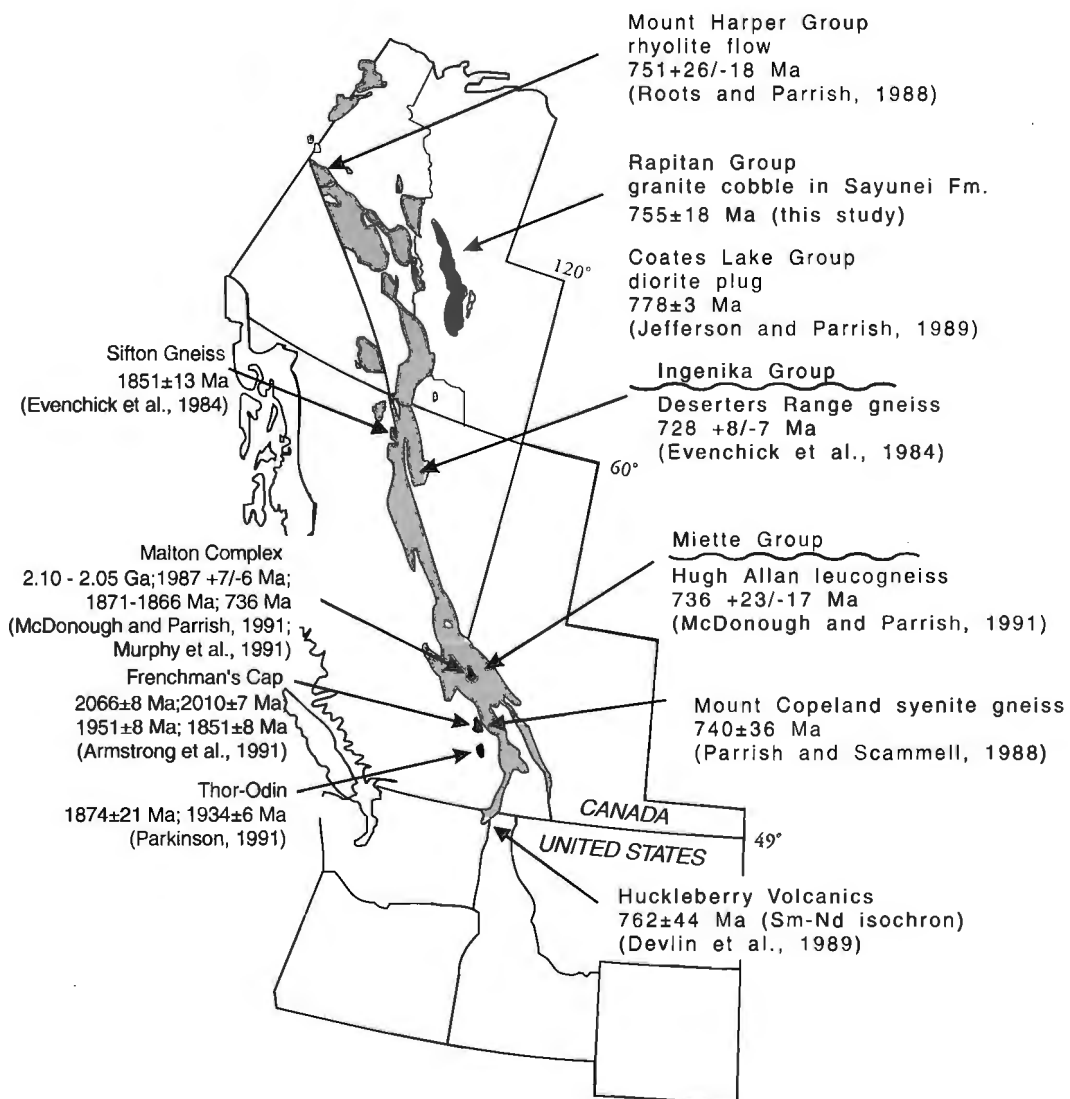 Mount Harper Group
rhyolite flow
751+26/-18 Ma
(Roots and Parrish, 1988)
Rapitan Group
granite cobble in Sayunei Fm.
755±18 Ma (this study)
Coates Lake Group
diorite plug
778±3 Ma
(Jefferson and Parrish, 1989)
120°
Sifton Gneiss
1851±13 Ma
(Evenchick et al., 1984)
Ingenika Group
Deserters Range gneiss
728 +8/-7 Ma
(Evenchick et al., 1984)
60°
Malton Complex
2.10 - 2.05 Ga;1987 +7/-6 Ma;
1871-1866 Ma; 736 Ma
(McDonough and Parrish, 1991;
Murphy et al., 1991)
Miette Group
Hugh Allan leucogneiss
736 +23/-17 Ma
(McDonough and Parrish, 1991)
Frenchman's Cap
2066±8 Ma;2010±7 Ma;
1951±8 Ma; 1851±8 Ma
(Armstrong et al., 1991)
Mount Copeland syenite gneiss
740±36 Ma
(Parrish and Scammell, 1988)
Thor-Odin
1874±21 Ma; 1934±6 Ma
(Parkinson, 1991)
CANADA
UNITED STATES
49°
Huckleberry Volcanics
762±44 Ma (Sm-Nd isochron)
(Devlin et al., 1989)